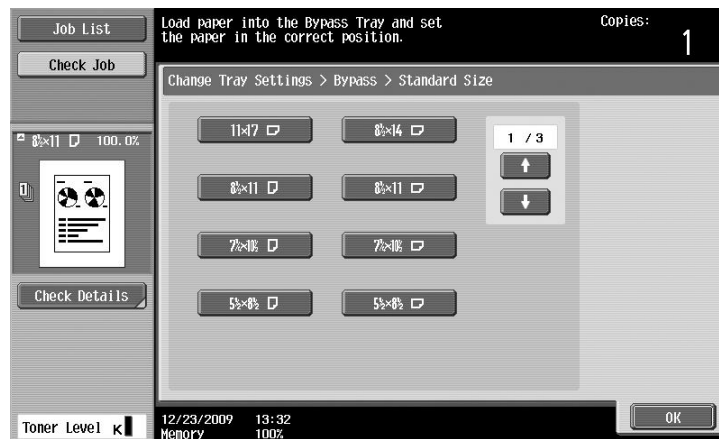 Job List
Check Job
Load paper into the Bypass Tray and set
the paper in the correct position.
Copies:
1
Change Tray Settings > Bypass > Standard Size
8½×11 100.0%
11×17
8½×14
8½×11
8½×11
7¼×10½
7¼×10½
5½×8½
5½×8½
1 / 3
Check Details
Toner Level K
12/23/2009 13:32
Memory 100%
OK